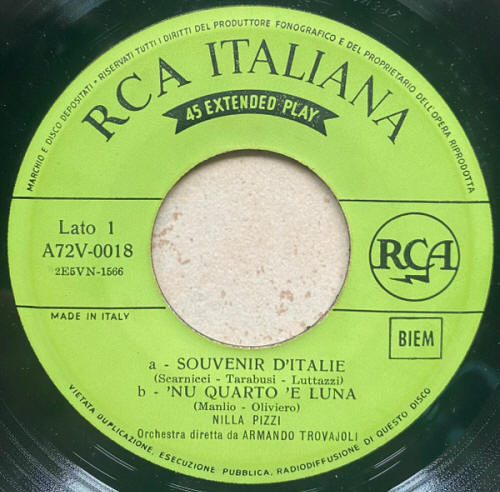 MARCHIO E DISCO DEPOSITATI • RISERVATI TUTTI I DIRITTI DEL PRODUTTORE FONOGRAFICO E DEL PROPRIETARIO DELL'OPERA RIPRODOTTA
RCA ITALIANA
45 EXTENDED PLAY
Lato 1
A72V-0018
2E5VN-1566
RCA
MADE IN ITALY
BIEM
a - SOUVENIR D'ITALIE
(Scarnicci - Tarabusi - Luttazzi)
b - 'NU QUARTO 'E LUNA
(Manlio - Oliviero)
NILLA PIZZI
Orchestra diretta da ARMANDO TROVAJOLI
VIETATA DUPLICAZIONE, ESECUZIONE PUBBLICA, RADIODIFFUSIONE DI QUESTO DISCO